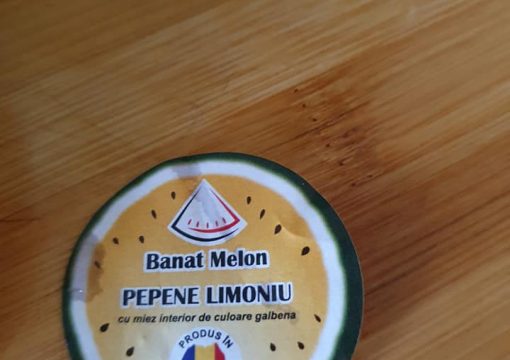 Banat Melon
PEPENE LIMONIU
cu miez interior de culoare galbena
PRODUS ÎN